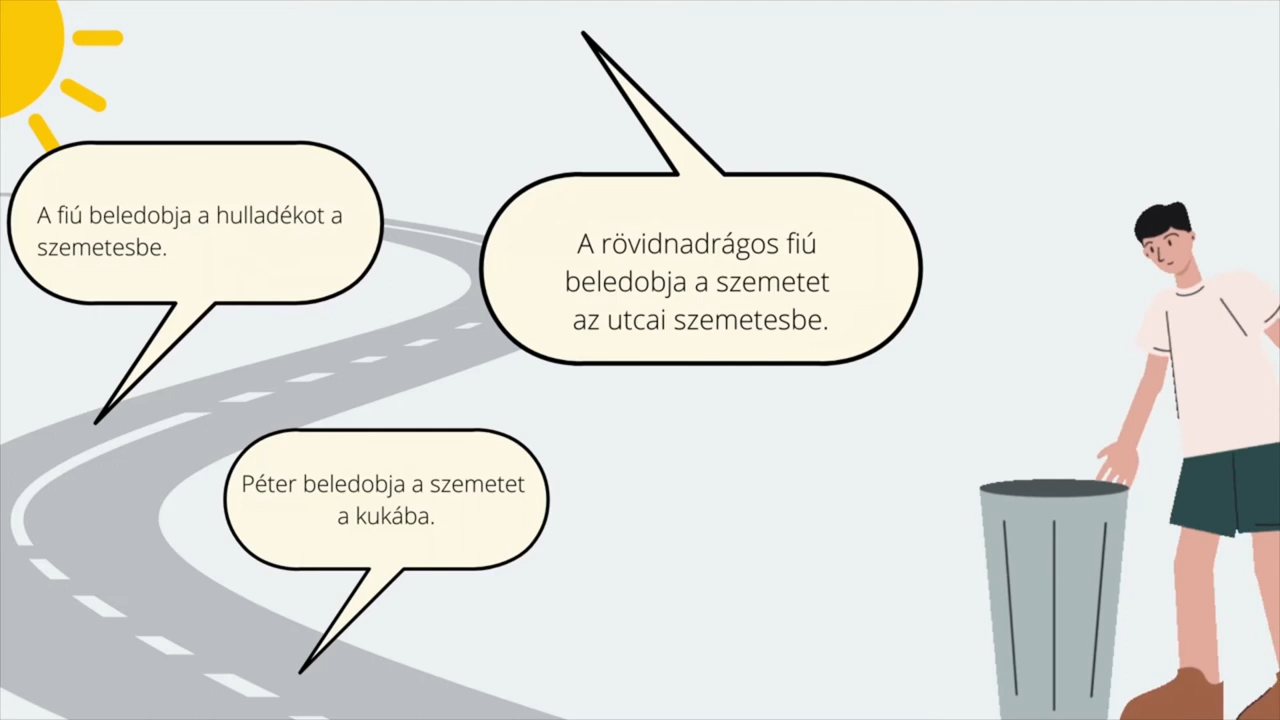 A fiú beledobja a hulladékot a
szemetesbe.
A rövidnadrágos fiú
beledobja a szemetet
az utcai szemetesbe.
Péter beledobja a szemetet
a kukába.